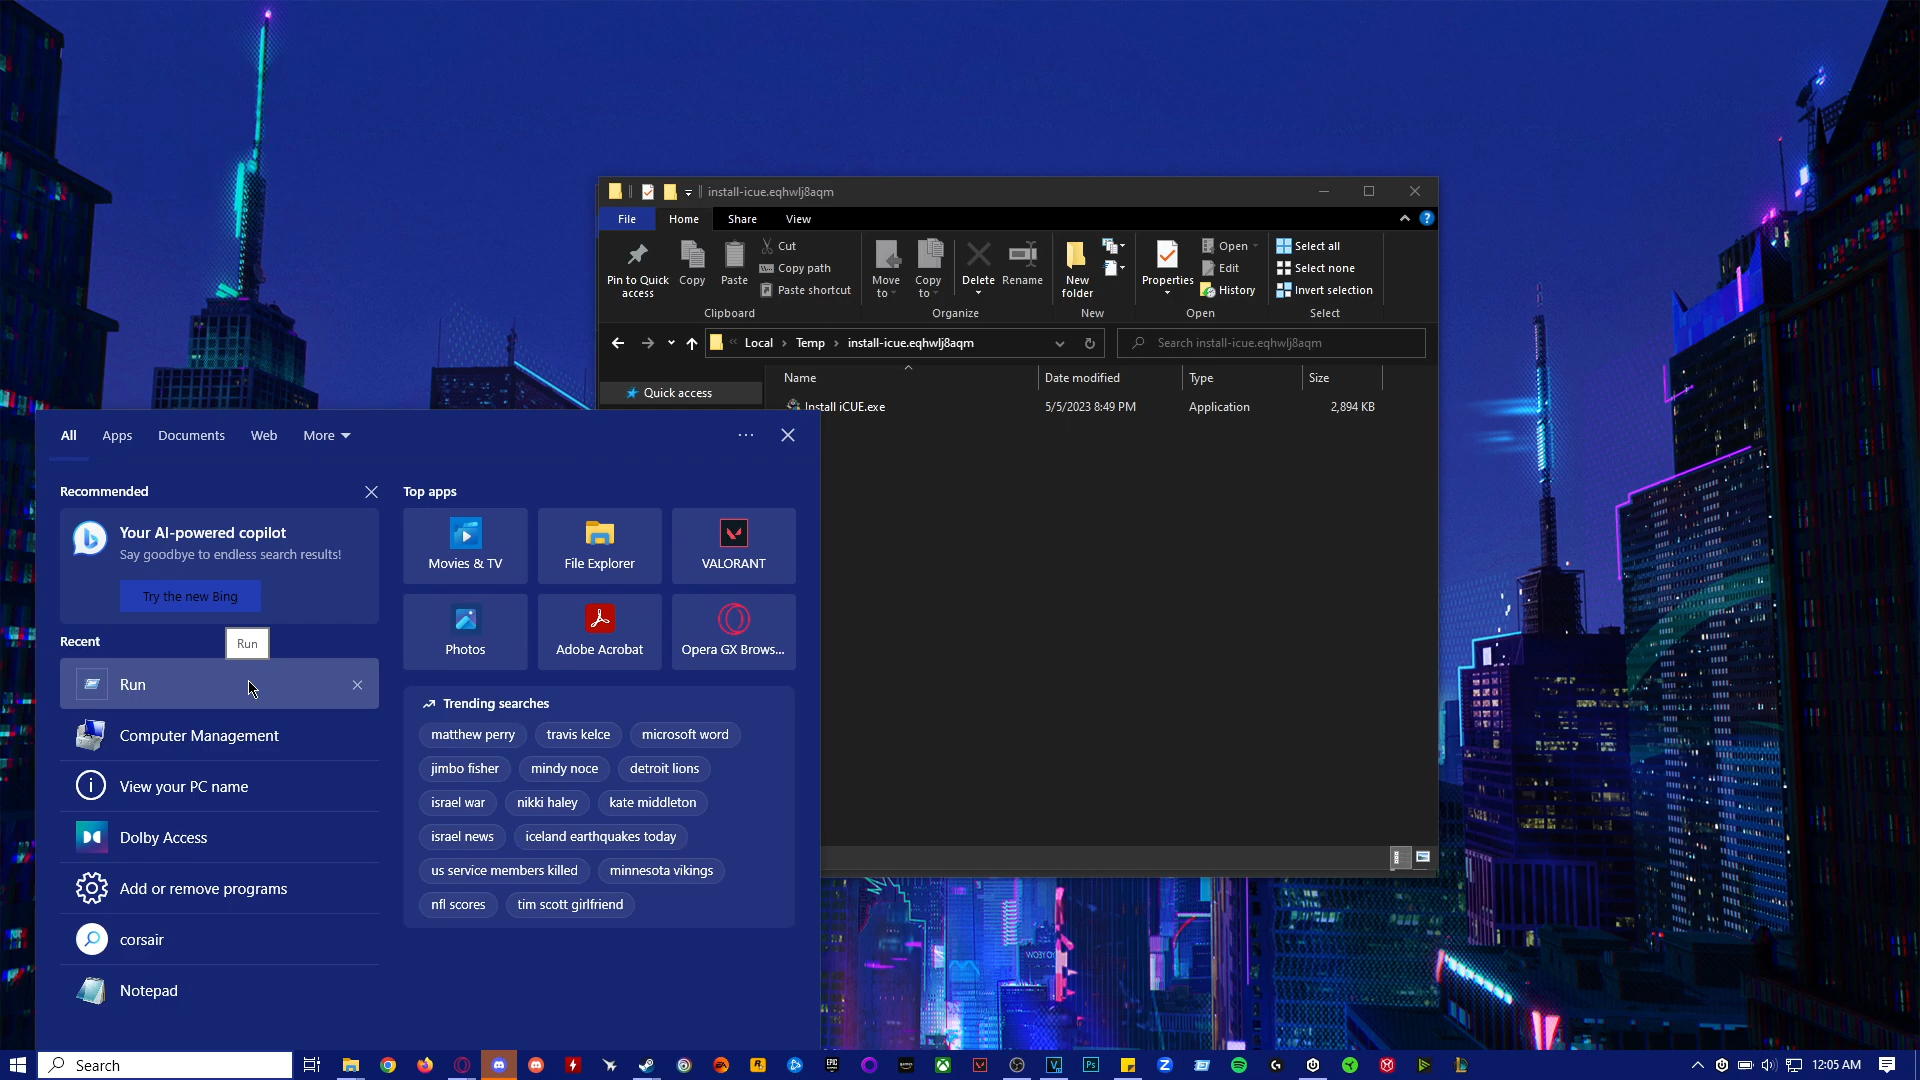 install-icue.eqhwlj8aqm
File
Home
Share
View
Pin to Quick access
Copy
Paste
Cut
Copy path
Paste shortcut
Clipboard
Move to
Copy to
Delete
Rename
Organize
New folder
New
Properties
Open
Edit
History
Open
Select all
Select none
Invert selection
Select
Local > Temp > install-icue.eqhwlj8aqm
Search install-icue.eqhwlj8aqm
Quick access
Name
Date modified
Type
Size
Install iCUE.exe
5/5/2023 8:49 PM
Application
2,894 KB
All
Apps
Documents
Web
More
Recommended
Your AI-powered copilot
Say goodbye to endless search results!
Try the new Bing
Recent
Run
Run
Computer Management
View your PC name
Dolby Access
Add or remove programs
corsair
Notepad
Top apps
Movies & TV
File Explorer
VALORANT
Photos
Adobe Acrobat
Opera GX Brows...
Trending searches
matthew perry
travis kelce
microsoft word
jimbo fisher
mindy noce
detroit lions
israel war
nikki haley
kate middleton
israel news
iceland earthquakes today
us service members killed
minnesota vikings
nfl scores
tim scott girlfriend
Search
12:05 AM